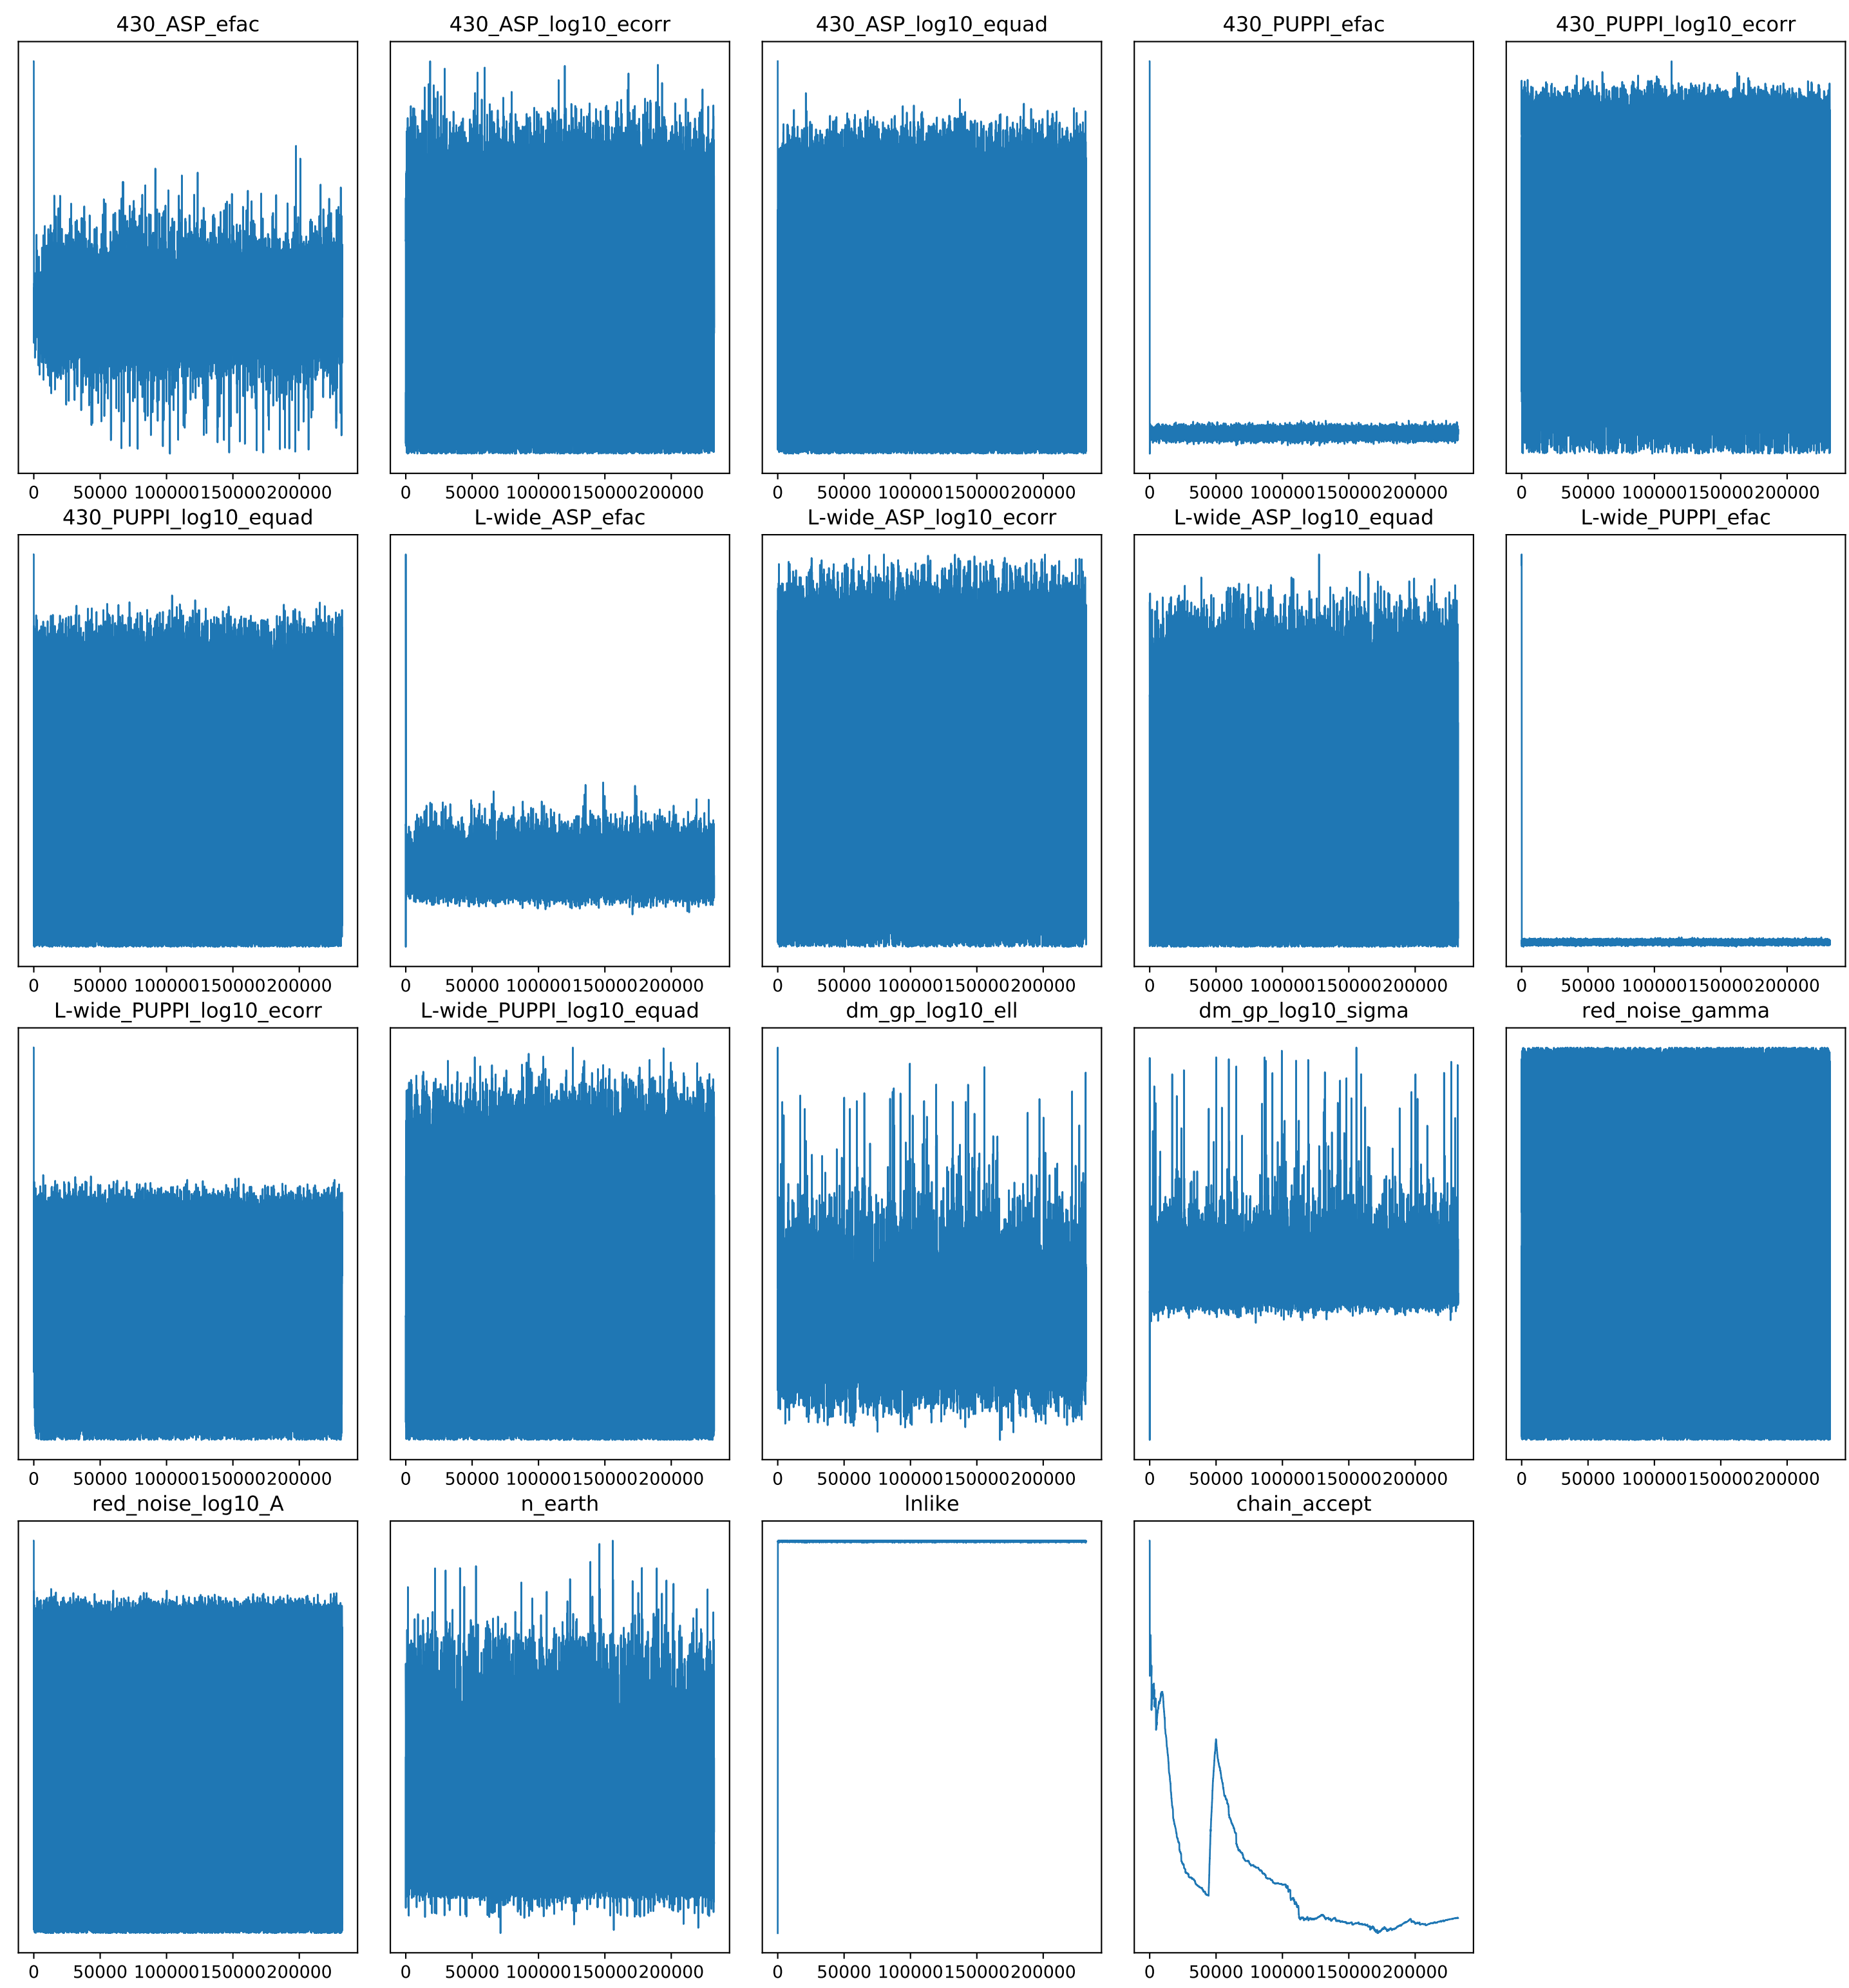 430_ASP_efac 430_ASP_log10_ecorr 430_ASP_log10_equad 430_PUPPI_efac 430_PUPPI_log10_ecorr
0 50000 100000150000200000 0 50000 100000150000200000 0 50000 100000150000200000 0 50000 100000150000200000 0 50000 100000150000200000
430_PUPPI_log10_equad L-wide_ASP_efac L-wide_ASP_log10_ecorr L-wide_ASP_log10_equad L-wide_PUPPI_efac
0 50000 100000150000200000 0 50000 100000150000200000 0 50000 100000150000200000 0 50000 100000150000200000 0 50000 100000150000200000
L-wide_PUPPI_log10_ecorr L-wide_PUPPI_log10_equad dm_gp_log10_ell dm_gp_log10_sigma red_noise_gamma
0 50000 100000150000200000 0 50000 100000150000200000 0 50000 100000150000200000 0 50000 100000150000200000 0 50000 100000150000200000
red_noise_log10_A n_earth lnlike chain_accept
0 50000 100000150000200000 0 50000 100000150000200000 0 50000 100000150000200000 0 50000 100000150000200000